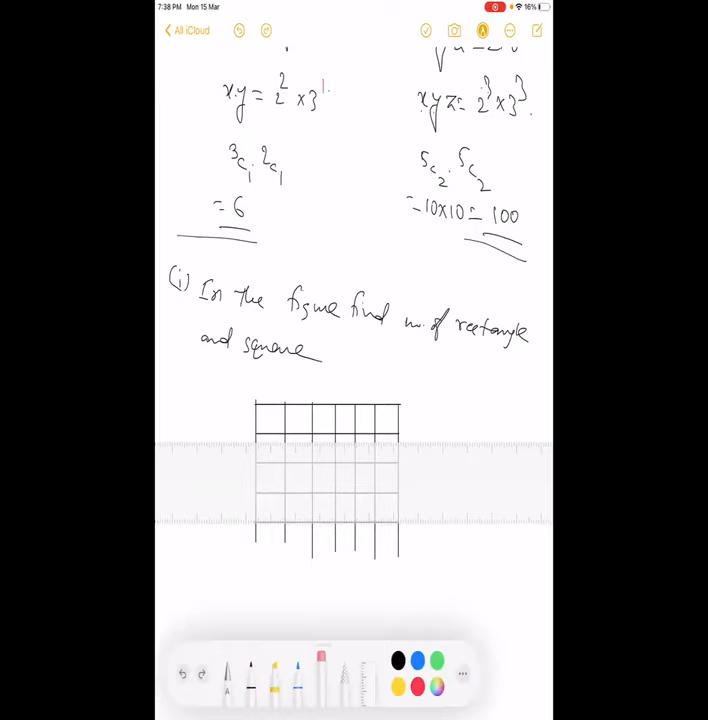 7:38 PM Mon 15 Mar
16%
All iCloud
x.y = 2² × 3¹
xyz = 2³ × 3³
³C₁ · ²C₁
⁵C₂ · ⁵C₂
= 6
= 10×10 = 100
(i) In the figure find no. of rectangle
and square
A